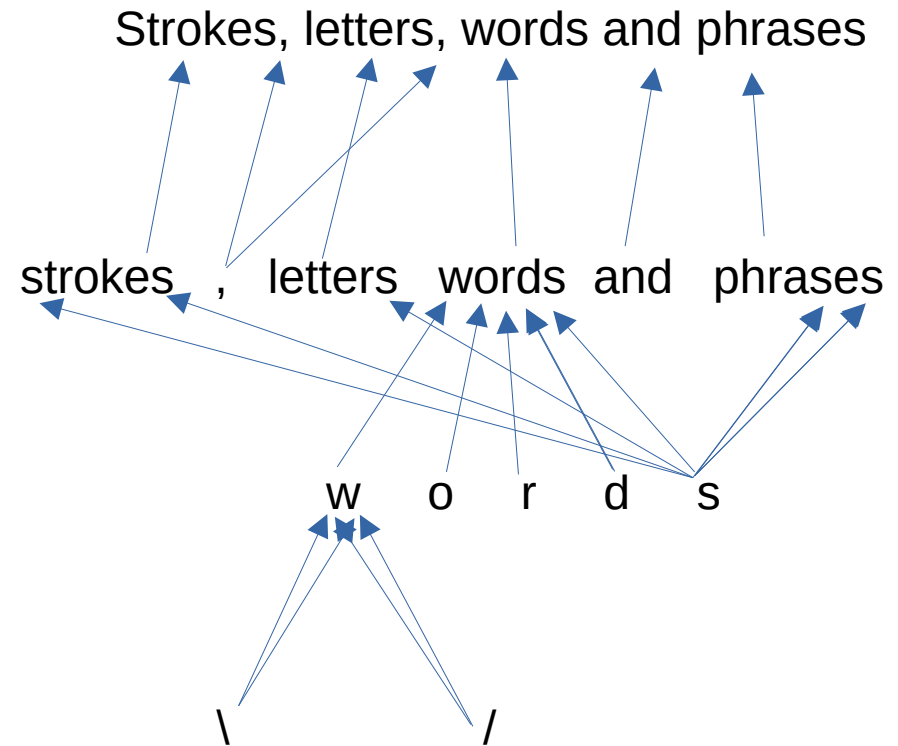 Strokes, letters, words and phrases
strokes , letters words and phrases
w o r d s
\ /